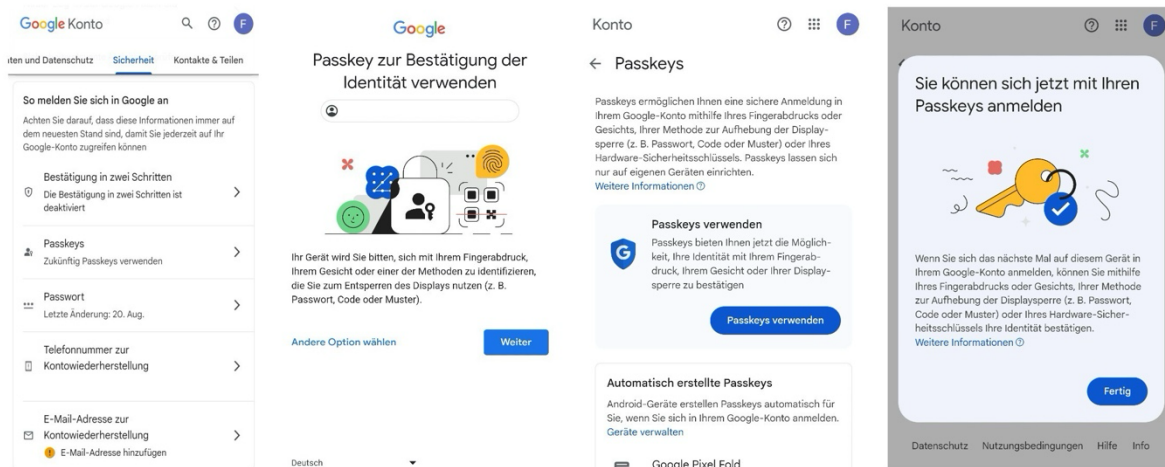 Google Konto
F
ten und Datenschutz Sicherheit Kontakte & Teilen
So melden Sie sich in Google an
Achten Sie darauf, dass diese Informationen immer auf
dem neuesten Stand sind, damit Sie jederzeit auf Ihr
Google-Konto zugreifen können
Bestätigung in zwei Schritten
Die Bestätigung in zwei Schritten ist
deaktiviert
Passkeys
Zukünftig Passkeys verwenden
Passwort
Letzte Änderung: 20. Aug.
Telefonnummer zur
Kontowiederherstellung
E-Mail-Adresse zur
Kontowiederherstellung
E-Mail-Adresse hinzufügen
Google
Passkey zur Bestätigung der
Identität verwenden
Ihr Gerät wird Sie bitten, sich mit Ihrem Fingerabdruck,
Ihrem Gesicht oder einer der Methoden zu identifizieren,
die Sie zum Entsperren des Displays nutzen (z. B.
Passwort, Code oder Muster).
Andere Option wählen
Weiter
Deutsch
Konto
F
Passkeys
Passkeys ermöglichen Ihnen eine sichere Anmeldung in
Ihrem Google-Konto mithilfe Ihres Fingerabdrucks oder
Gesichts, Ihrer Methode zur Aufhebung der Display-
sperre (z. B. Passwort, Code oder Muster) oder Ihres
Hardware-Sicherheitsschlüssels. Passkeys lassen sich
nur auf eigenen Geräten einrichten.
Weitere Informationen
Passkeys verwenden
G
Passkeys bieten Ihnen jetzt die Möglich-
keit, Ihre Identität mit Ihrem Fingerab-
druck, Ihrem Gesicht oder Ihrer Display-
sperre zu bestätigen
Passkeys verwenden
Automatisch erstellte Passkeys
Android-Geräte erstellen Passkeys automatisch für
Sie, wenn Sie sich in Ihrem Google-Konto anmelden.
Geräte verwalten
Google Pixel Fold
Konto
F
Sie können sich jetzt mit Ihren
Passkeys anmelden
Wenn Sie sich das nächste Mal auf diesem Gerät in
Ihrem Google-Konto anmelden, können Sie mithilfe
Ihres Fingerabdrucks oder Gesichts, Ihrer Methode
zur Aufhebung der Displaysperre (z. B. Passwort,
Code oder Muster) oder Ihres Hardware-Sicher-
heitsschlüssels Ihre Identität bestätigen.
Weitere Informationen
Fertig
Datenschutz Nutzungsbedingungen Hilfe Info